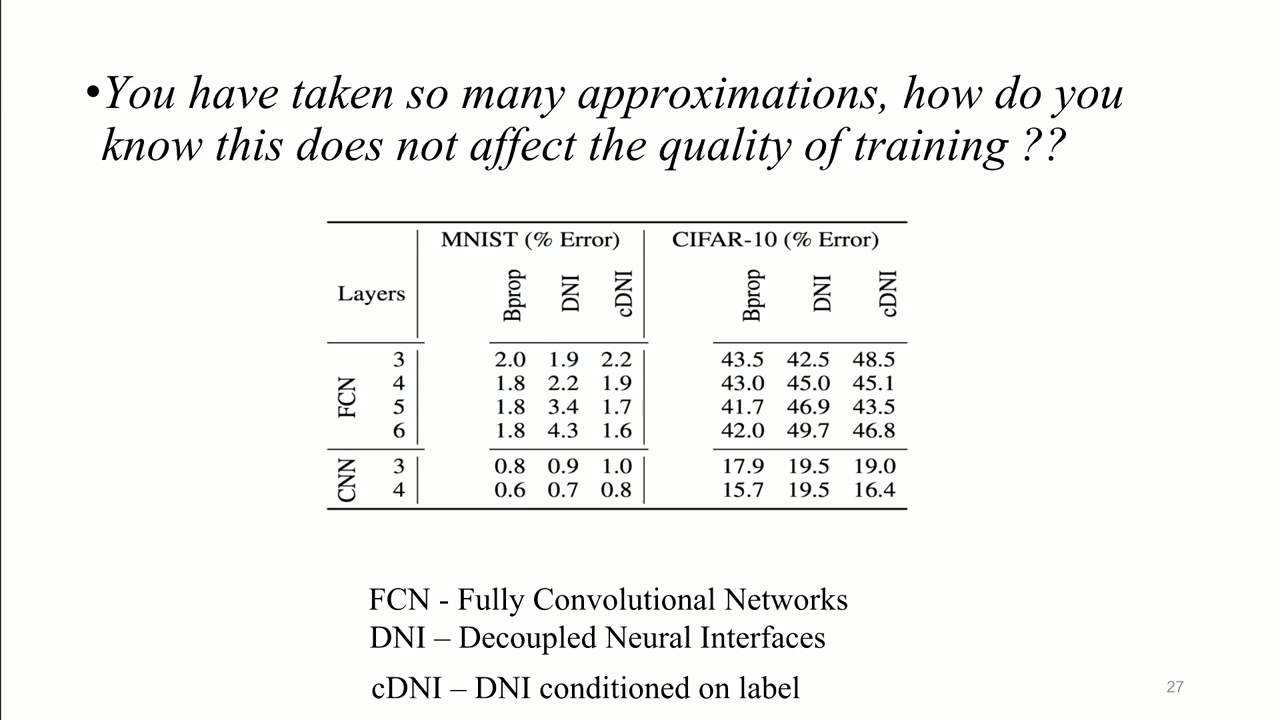 •You have taken so many approximations, how do you
know this does not affect the quality of training ??
MNIST (% Error) CIFAR-10 (% Error)
Layers Bprop DNI cDNI Bprop DNI cDNI
FCN
3 2.0 1.9 2.2 43.5 42.5 48.5
4 1.8 2.2 1.9 43.0 45.0 45.1
5 1.8 3.4 1.7 41.7 46.9 43.5
6 1.8 4.3 1.6 42.0 49.7 46.8
CNN
3 0.8 0.9 1.0 17.9 19.5 19.0
4 0.6 0.7 0.8 15.7 19.5 16.4
FCN - Fully Convolutional Networks
DNI – Decoupled Neural Interfaces
cDNI – DNI conditioned on label
27